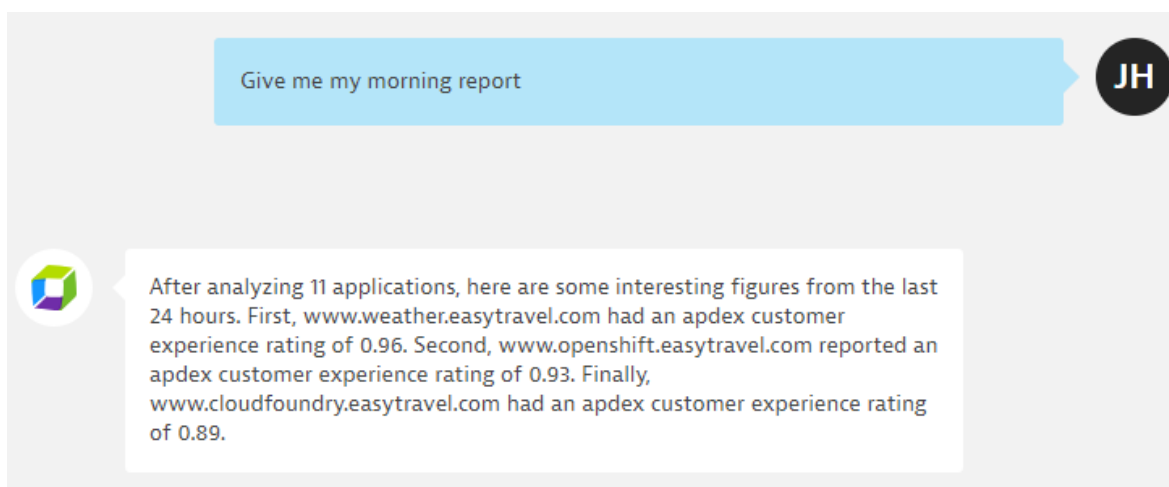 Give me my morning report
JH
After analyzing 11 applications, here are some interesting figures from the last
24 hours. First, www.weather.easytravel.com had an apdex customer
experience rating of 0.96. Second, www.openshift.easytravel.com reported an
apdex customer experience rating of 0.93. Finally,
www.cloudfoundry.easytravel.com had an apdex customer experience rating
of 0.89.